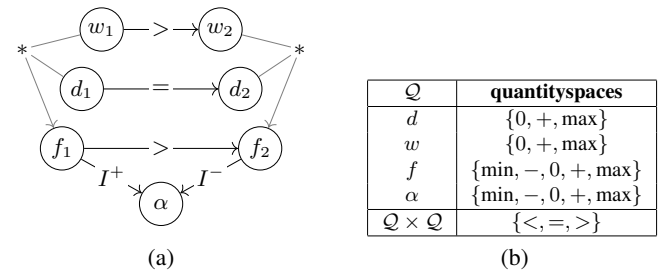 w1 > w2
* *
d1 = d2
f1 > f2
I+ I−
α
(a)
𝒬 quantityspaces
d {0, +, max}
w {0, +, max}
f {min, −, 0, +, max}
α {min, −, 0, +, max}
𝒬 × 𝒬 {<, =, >}
(b)